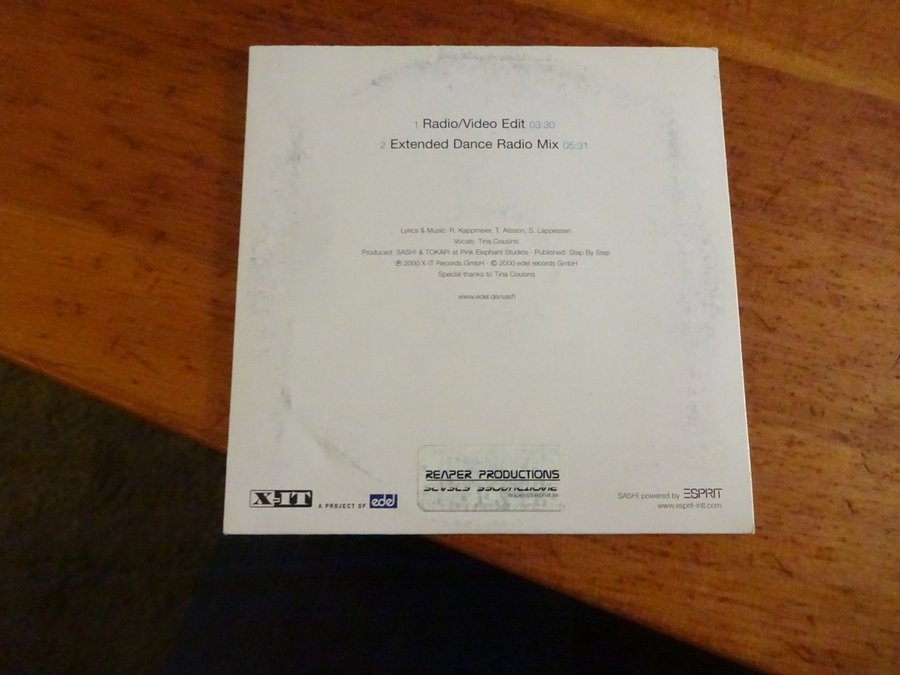 1 Radio/Video Edit 03:30
2 Extended Dance Radio Mix 05:31
Lyrics & Music: R. Kappmeier, T. Alisson, S. Lappessen
Vocals: Tina Cousins
Produced: SASH! & TOKAPI at Pink Elephant Studios · Published: Step By Step
℗ 2000 X-IT Records GmbH · © 2000 edel records GmbH
Special thanks to Tina Cousins
www.edel.de/sash
REAPER PRODUCTIONS
X-IT A PROJECT OF edel
SASH! powered by ESPRIT
www.esprit-intl.com